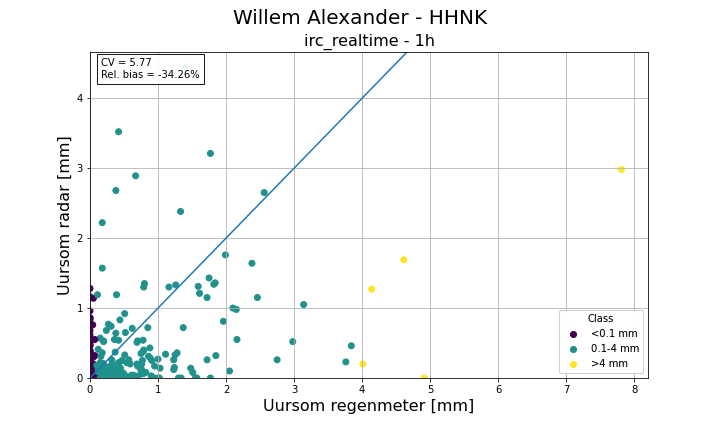 Willem Alexander - HHNK
irc_realtime - 1h
CV = 5.77
Rel. bias = -34.26%
Uursom radar [mm]
4
3
2
1
0
0 1 2 3 4 5 6 7 8
Uursom regenmeter [mm]
Class
<0.1 mm
0.1-4 mm
>4 mm